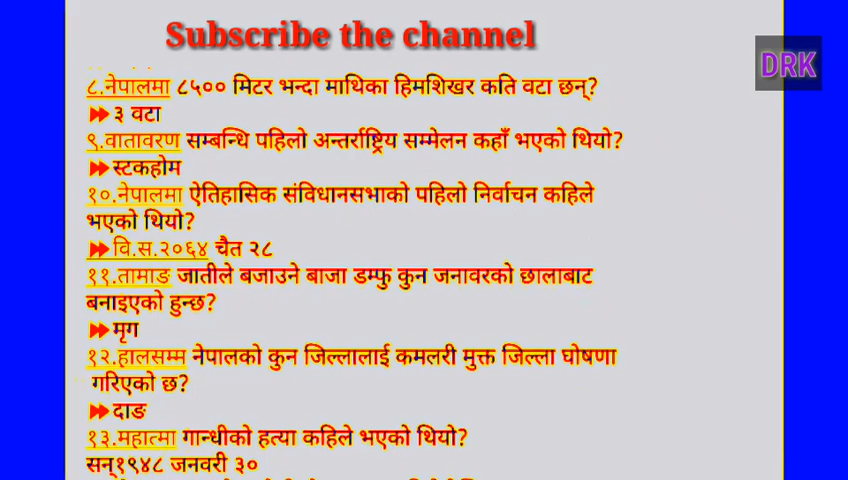 Subscribe the channel
DRK
८.नेपालमा ८५०० मिटर भन्दा माथिका हिमशिखर कति वटा छन्?
३ वटा
९.वातावरण सम्बन्धि पहिलो अन्तर्राष्ट्रिय सम्मेलन कहाँ भएको थियो?
स्टकहोम
१०.नेपालमा ऐतिहासिक संविधानसभाको पहिलो निर्वाचन कहिले
भएको थियो?
वि.स.२०६४ चैत २८
११.तामाङ जातीले बजाउने बाजा डम्फु कुन जनावरको छालाबाट
बनाइएको हुन्छ?
मृग
१२.हालसम्म नेपालको कुन जिल्लालाई कमलरी मुक्त जिल्ला घोषणा
गरिएको छ?
दाङ
१३.महात्मा गान्धीको हत्या कहिले भएको थियो?
सन्१९४८ जनवरी ३०